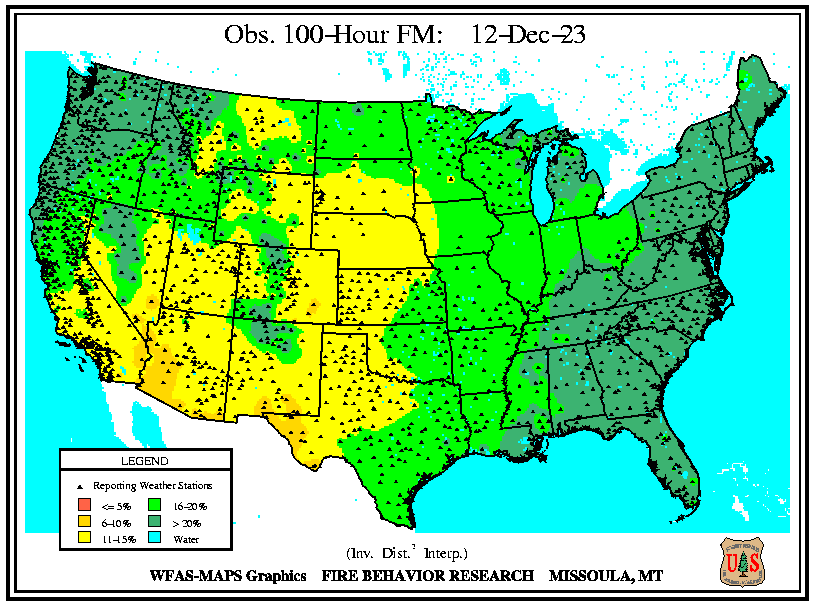 Obs. 100-Hour FM: 12-Dec-23
LEGEND
Reporting Weather Stations
<= 5% 16-20%
6-10% > 20%
11-15% Water
(Inv. Dist.² Interp.)
WFAS-MAPS Graphics FIRE BEHAVIOR RESEARCH MISSOULA, MT
U S